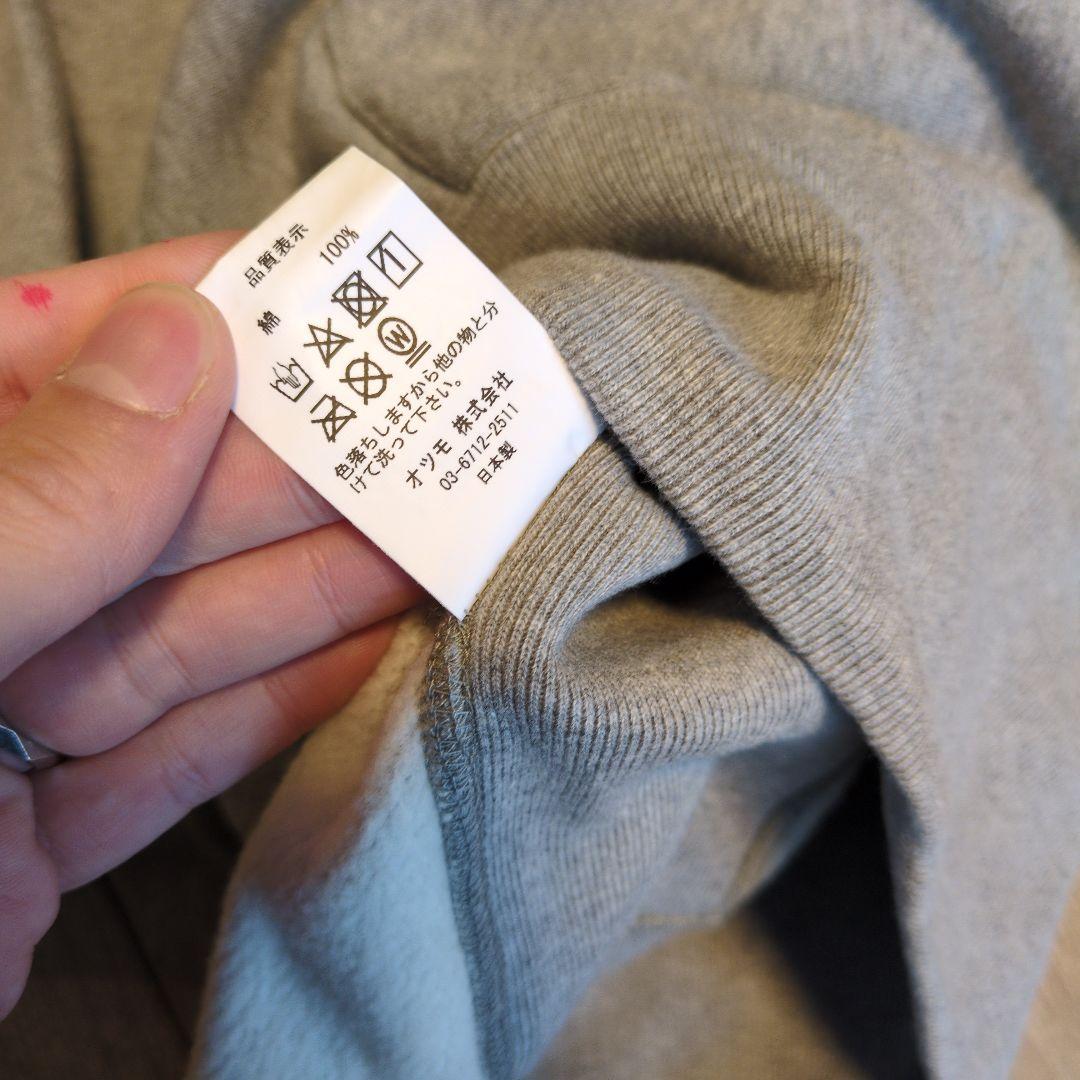 品質表示
綿 100%
W
色落ちしますから他の物と分
けて洗って下さい。
オツモ 株式会社
03-6712-2511
日本製